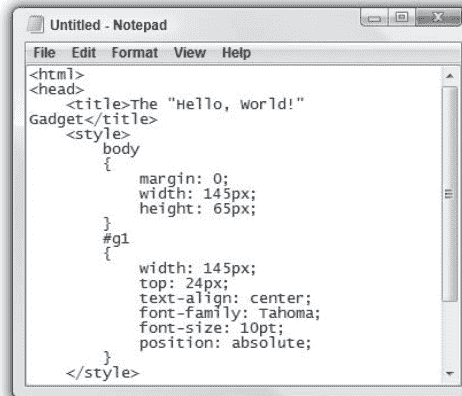 Untitled - Notepad
File Edit Format View Help
<html>
<head>
    <title>The "Hello, World!"
Gadget</title>
    <style>
        body
        {
            margin: 0;
            width: 145px;
            height: 65px;
        }
        #g1
        {
            width: 145px;
            top: 24px;
            text-align: center;
            font-family: Tahoma;
            font-size: 10pt;
            position: absolute;
        }
    </style>